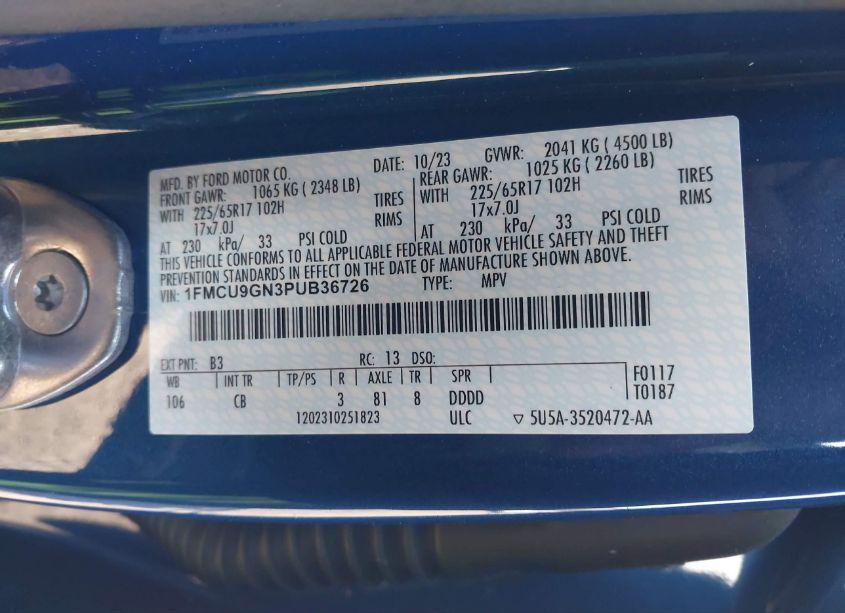 MFD. BY FORD MOTOR CO. DATE: 10/23 GVWR: 2041 KG ( 4500 LB)
FRONT GAWR: 1065 KG ( 2348 LB) REAR GAWR: 1025 KG ( 2260 LB)
WITH 225/65R17 102H TIRES WITH 225/65R17 102H TIRES
17x7.0J RIMS 17x7.0J RIMS
AT 230 kPa/ 33 PSI COLD AT 230 kPa/ 33 PSI COLD
THIS VEHICLE CONFORMS TO ALL APPLICABLE FEDERAL MOTOR VEHICLE SAFETY AND THEFT
PREVENTION STANDARDS IN EFFECT ON THE DATE OF MANUFACTURE SHOWN ABOVE.
VIN: 1FMCU9GN3PUB36726 TYPE: MPV
EXT PNT: B3 RC: 13 DSO:
WB INT TR TP/PS R AXLE TR SPR F0117
106 CB 3 81 8 DDDD T0187
1202310251823 ULC ▽ 5U5A-3520472-AA